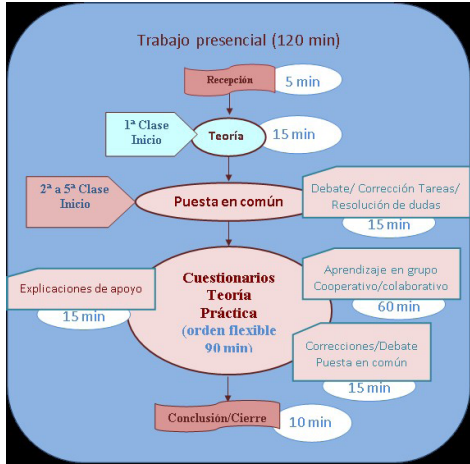 Trabajo presencial (120 min)
Recepción
5 min
1ª Clase
Inicio
Teoría
15 min
2ª a 5ª Clase
Inicio
Puesta en común
Debate/ Corrección Tareas/
Resolución de dudas
15 min
Explicaciones de apoyo
15 min
Cuestionarios
Teoría
Práctica
(orden flexible
90 min)
Aprendizaje en grupo
Cooperativo/colaborativo
60 min
Correcciones/Debate
Puesta en común
15 min
Conclusión/Cierre
10 min